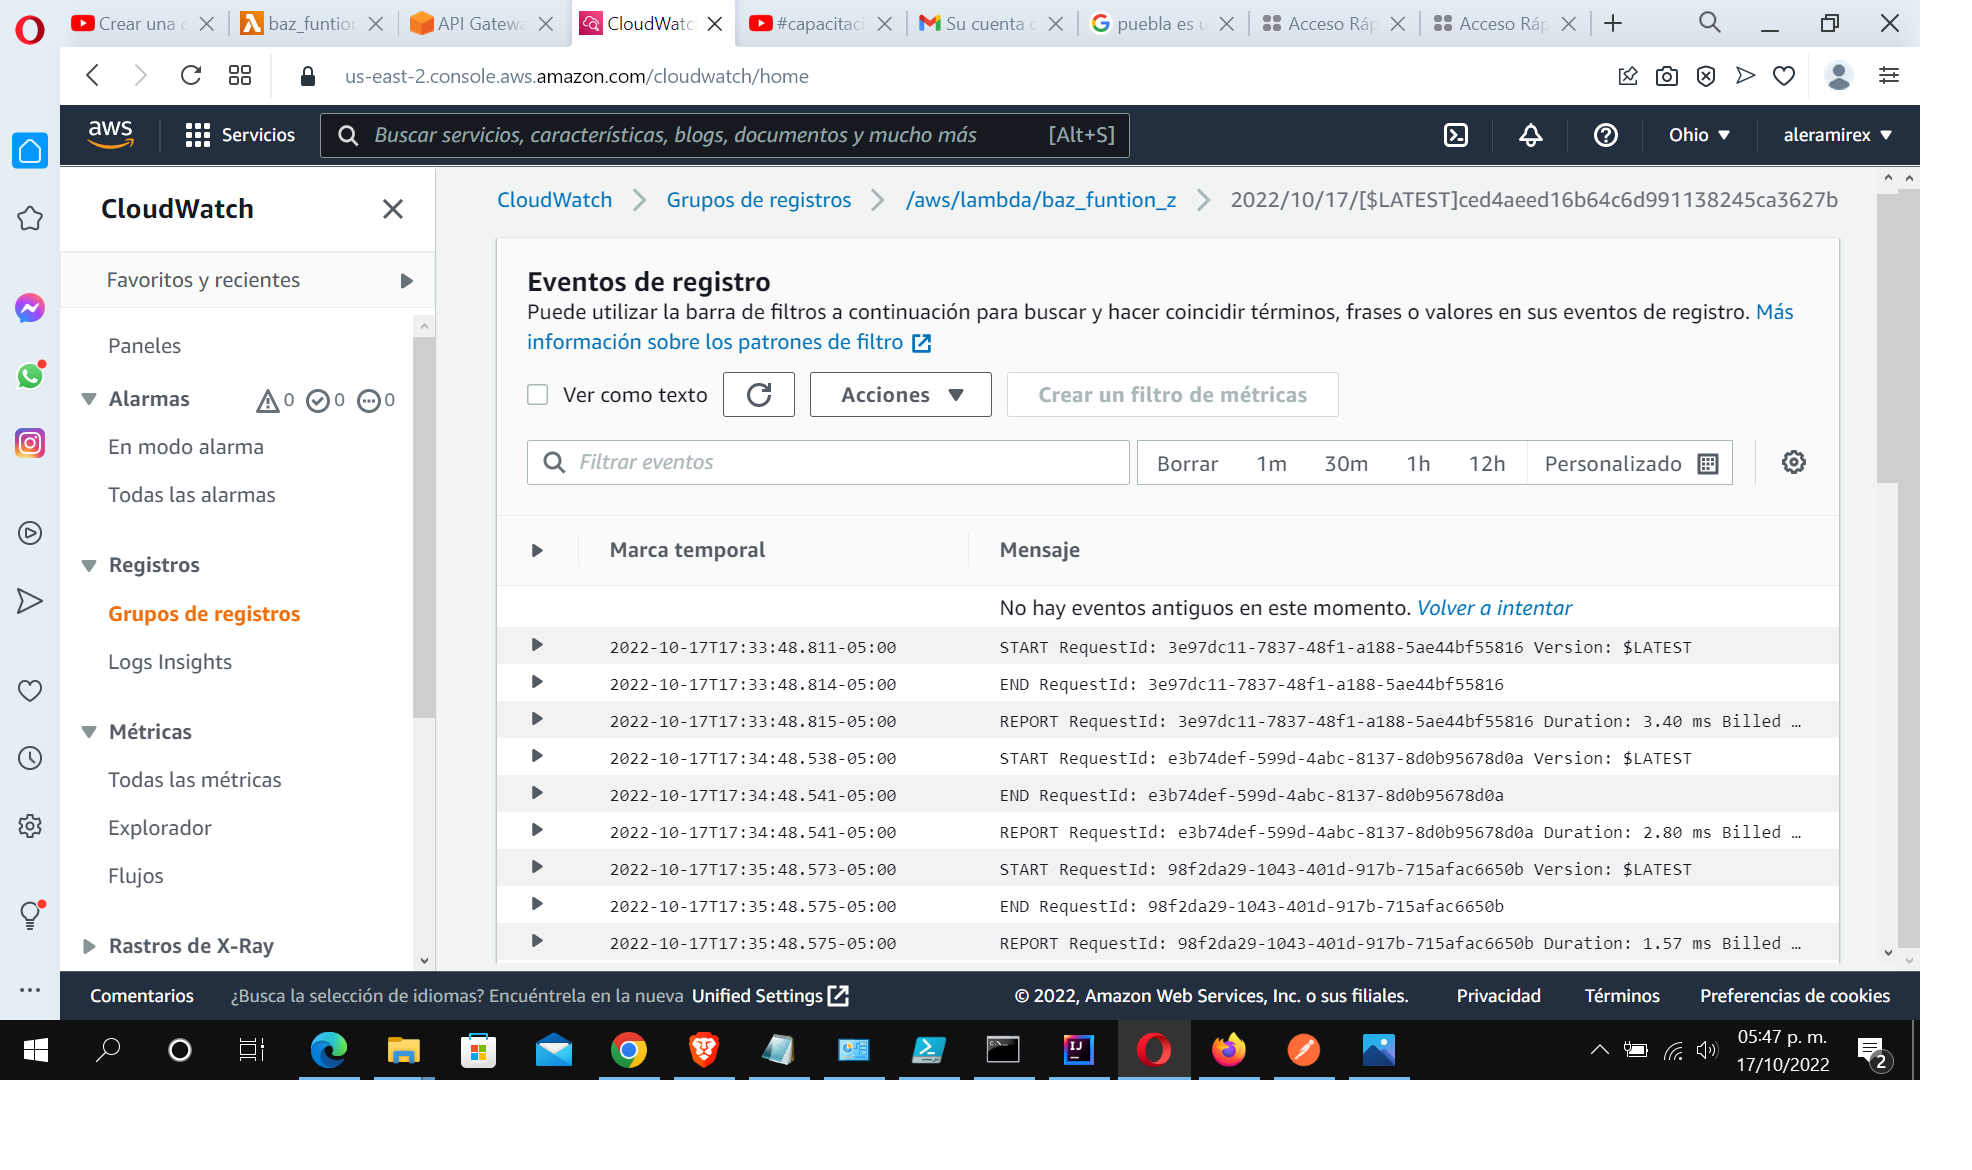 Crear una c
baz_funtion
API Gatewa
CloudWatc
#capacitaci
Su cuenta d
puebla es u
Acceso Ráp
Acceso Ráp
us-east-2.console.aws.amazon.com/cloudwatch/home
aws
Servicios
Buscar servicios, características, blogs, documentos y mucho más [Alt+S]
Ohio
aleramirex
CloudWatch
Favoritos y recientes
Paneles
Alarmas 0 0 0
En modo alarma
Todas las alarmas
Registros
Grupos de registros
Logs Insights
Métricas
Todas las métricas
Explorador
Flujos
Rastros de X-Ray
CloudWatch Grupos de registros /aws/lambda/baz_funtion_z 2022/10/17/[$LATEST]ced4aeed16b64c6d991138245ca3627b
Eventos de registro
Puede utilizar la barra de filtros a continuación para buscar y hacer coincidir términos, frases o valores en sus eventos de registro. Más
información sobre los patrones de filtro
Ver como texto
Acciones
Crear un filtro de métricas
Filtrar eventos
Borrar 1m 30m 1h 12h Personalizado
Marca temporal Mensaje
No hay eventos antiguos en este momento. Volver a intentar
2022-10-17T17:33:48.811-05:00 START RequestId: 3e97dc11-7837-48f1-a188-5ae44bf55816 Version: $LATEST
2022-10-17T17:33:48.814-05:00 END RequestId: 3e97dc11-7837-48f1-a188-5ae44bf55816
2022-10-17T17:33:48.815-05:00 REPORT RequestId: 3e97dc11-7837-48f1-a188-5ae44bf55816 Duration: 3.40 ms Billed …
2022-10-17T17:34:48.538-05:00 START RequestId: e3b74def-599d-4abc-8137-8d0b95678d0a Version: $LATEST
2022-10-17T17:34:48.541-05:00 END RequestId: e3b74def-599d-4abc-8137-8d0b95678d0a
2022-10-17T17:34:48.541-05:00 REPORT RequestId: e3b74def-599d-4abc-8137-8d0b95678d0a Duration: 2.80 ms Billed …
2022-10-17T17:35:48.573-05:00 START RequestId: 98f2da29-1043-401d-917b-715afac6650b Version: $LATEST
2022-10-17T17:35:48.575-05:00 END RequestId: 98f2da29-1043-401d-917b-715afac6650b
2022-10-17T17:35:48.575-05:00 REPORT RequestId: 98f2da29-1043-401d-917b-715afac6650b Duration: 1.57 ms Billed …
Comentarios ¿Busca la selección de idiomas? Encuéntrela en la nueva Unified Settings © 2022, Amazon Web Services, Inc. o sus filiales. Privacidad Términos Preferencias de cookies
IJ
05:47 p. m.
17/10/2022
2